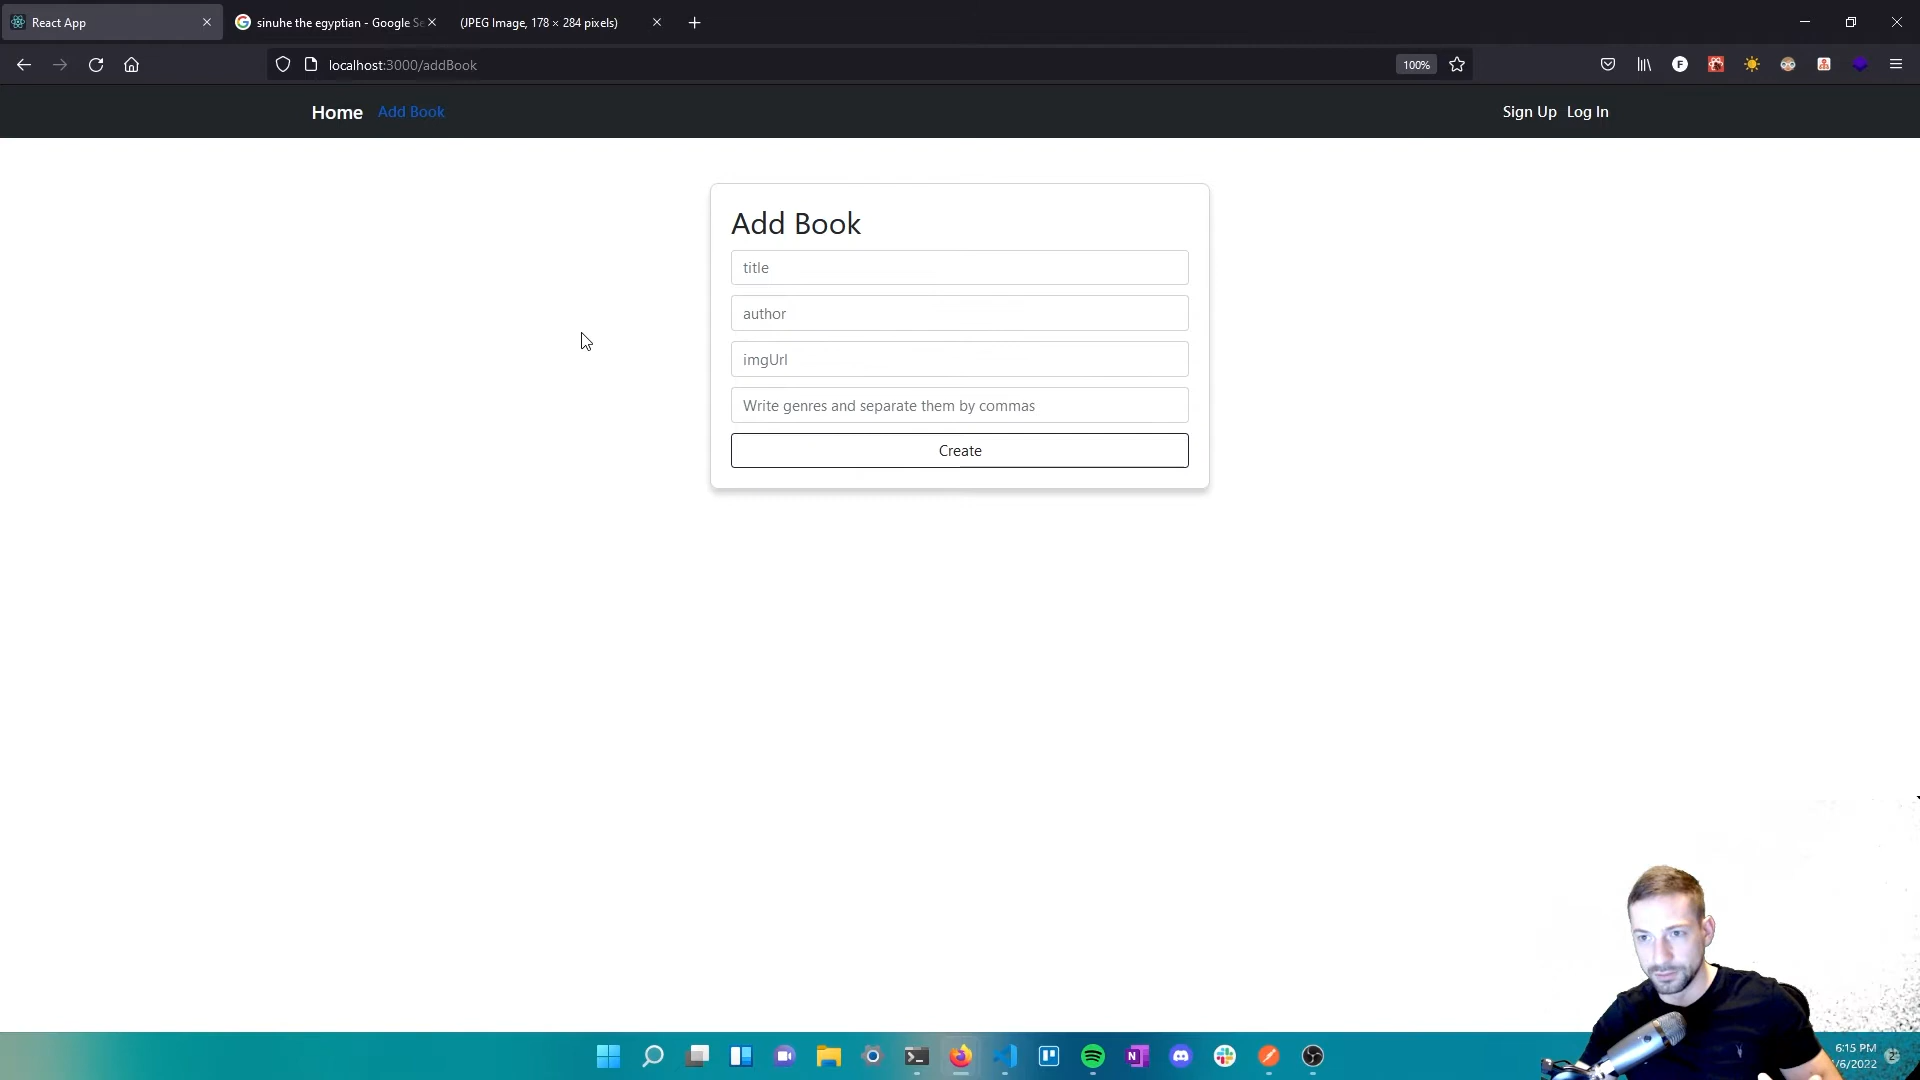 React App
sinuhe the egyptian - Google Se
(JPEG Image, 178 × 284 pixels)
localhost:3000/addBook
100%
Home
Add Book
Sign Up
Log In
Add Book
title
author
imgUrl
Write genres and separate them by commas
Create
6:15 PM
/6/2022